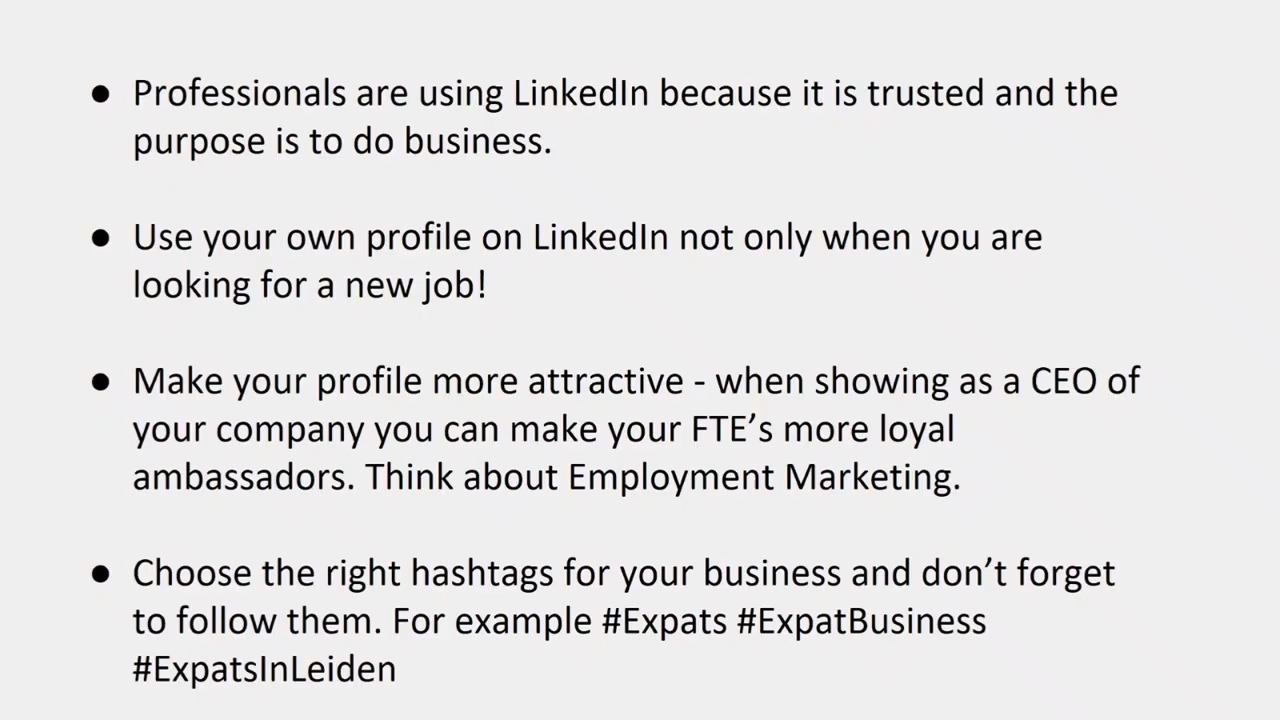 ● Professionals are using LinkedIn because it is trusted and the
purpose is to do business.
● Use your own profile on LinkedIn not only when you are
looking for a new job!
● Make your profile more attractive - when showing as a CEO of
your company you can make your FTE’s more loyal
ambassadors. Think about Employment Marketing.
● Choose the right hashtags for your business and don’t forget
to follow them. For example #Expats #ExpatBusiness
#ExpatsInLeiden